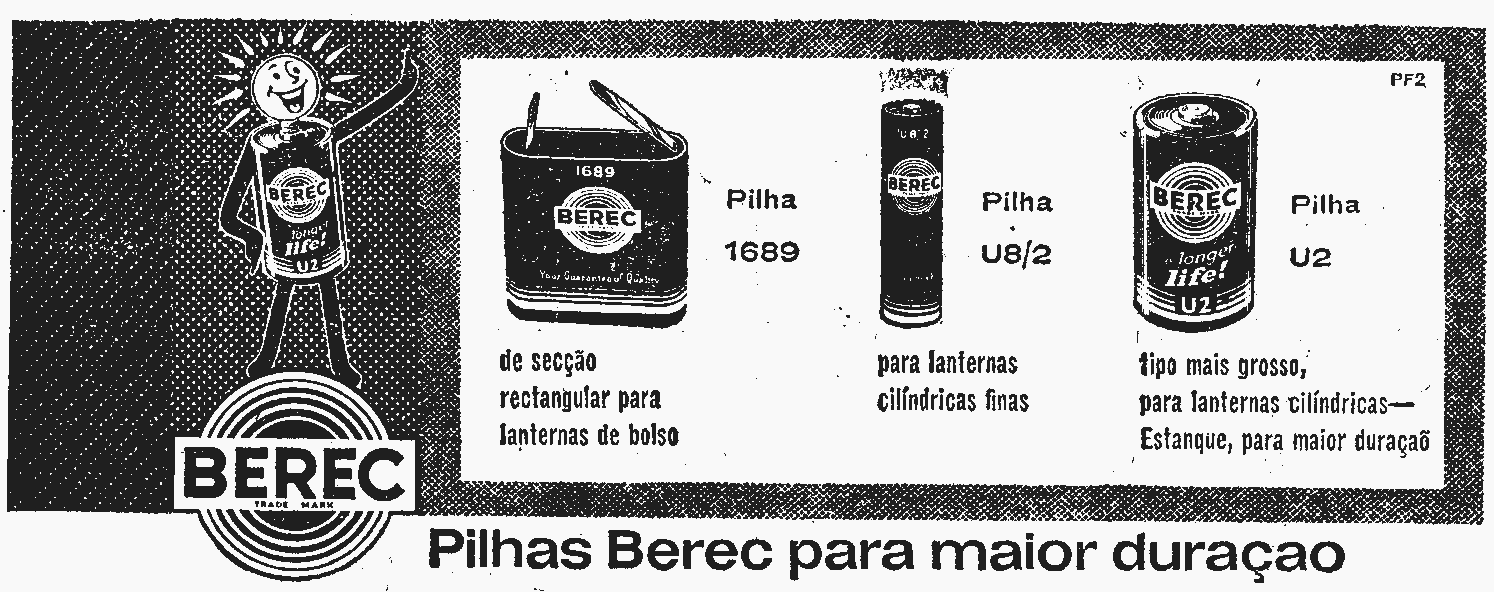 PF2
BEREC
longer
life!
U2
BEREC
TRADE MARK
1689
BEREC
Your Guarantee of Quality
Pilha
1689
de secção
rectangular para
lanternas de bolso
U8/2
BEREC
Pilha
U8/2
para lanternas
cilíndricas finas
BEREC
longer
life!
U2
Pilha
U2
tipo mais grosso,
para lanternas cilíndricas—
Estanque, para maior duraçaõ
Pilhas Berec para maior duraçao